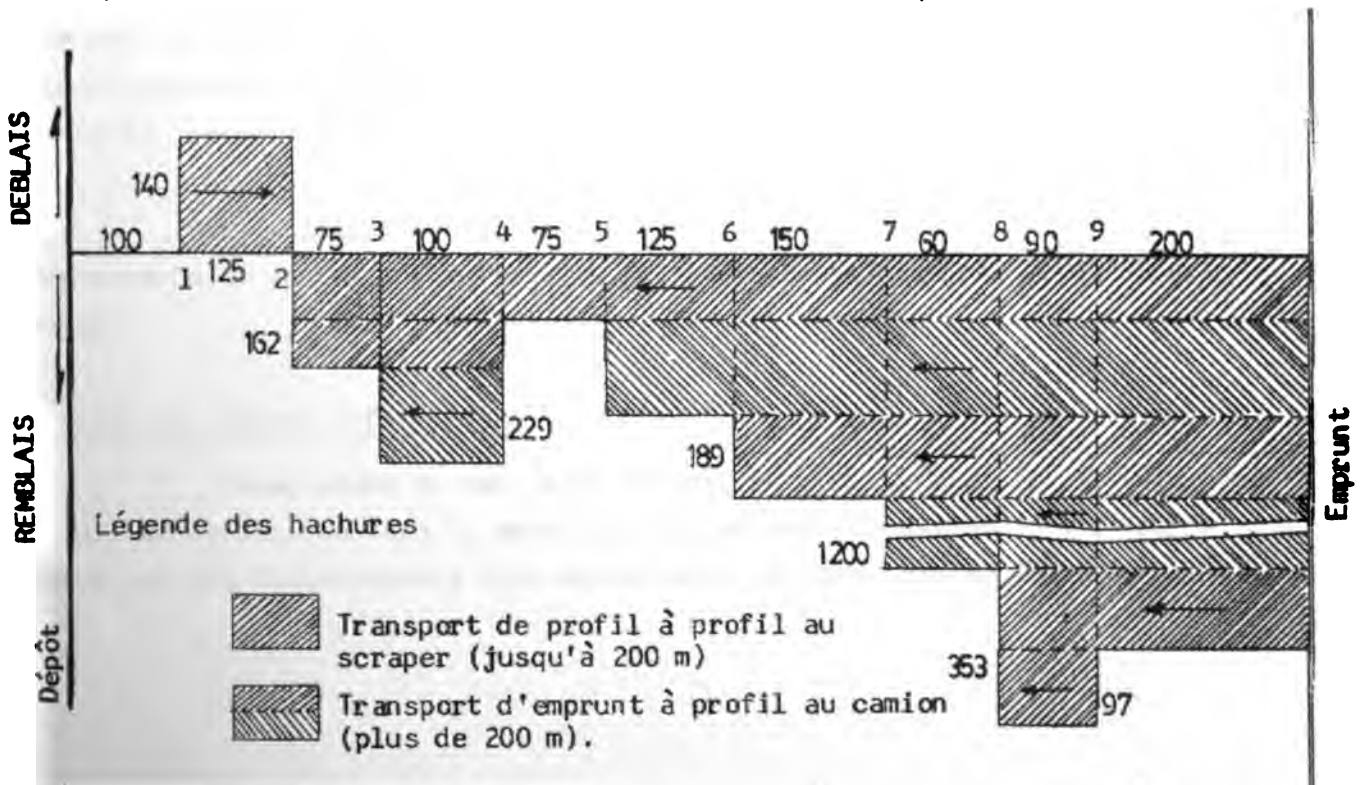 DEBLAIS
140
100
75 3 100 4 75 5 125 6 150 7 60 8 90 9 200
1 125 2
162
229
189
REMBLAIS
Emprunt
Légende des hachures
1200
Transport de profil à profil au
scraper (jusqu'à 200 m)
353
Dépôt
Transport d'emprunt à profil au camion
97
(plus de 200 m).